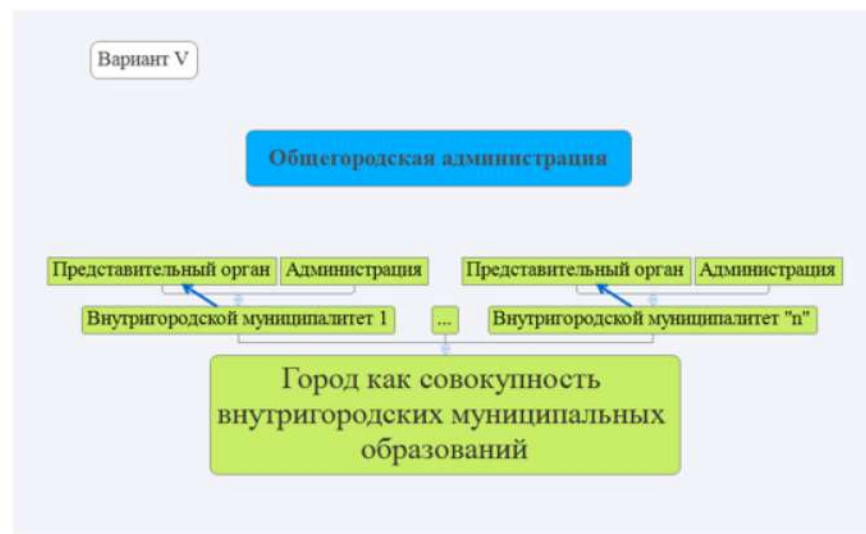 Вариант V
Общегородская администрация
Представительный орган Администрация Представительный орган Администрация
Внутригородской муниципалитет 1 ... Внутригородской муниципалитет "n"
Город как совокупность
внутригородских муниципальных
образований